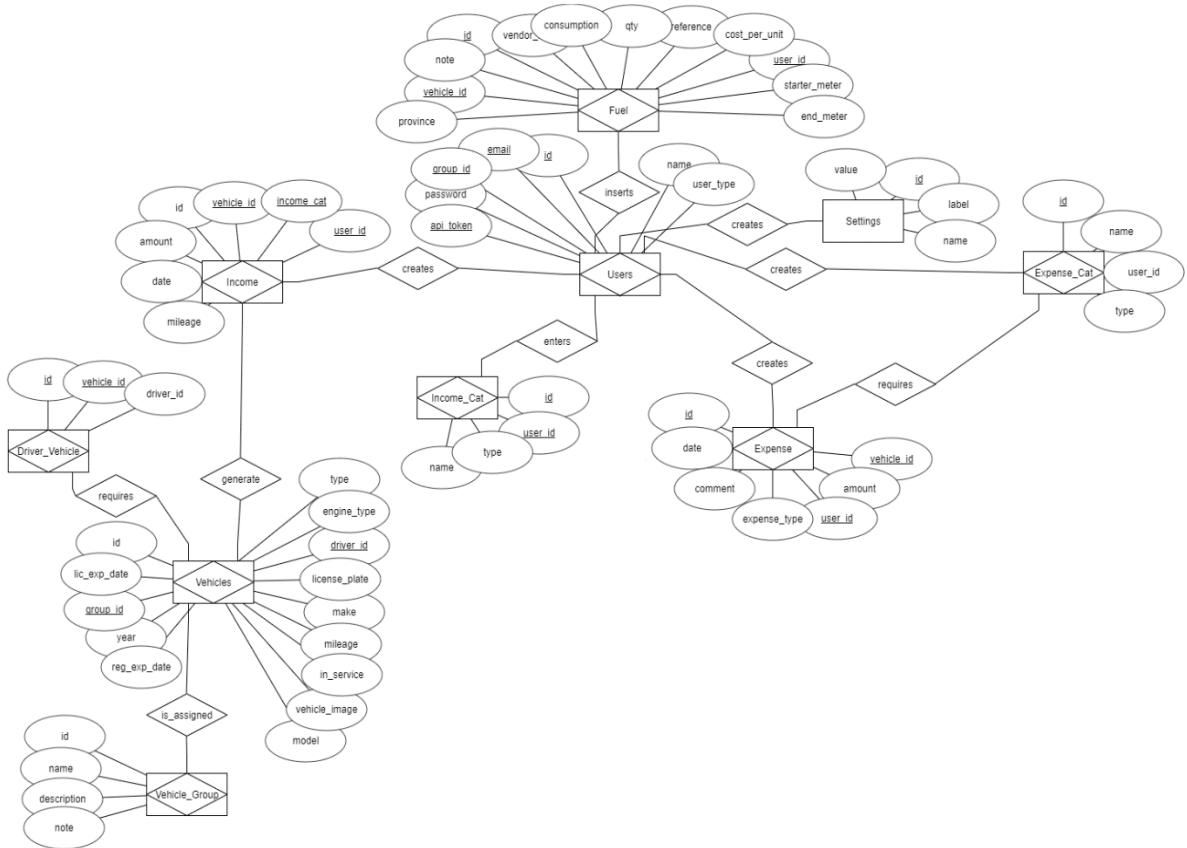 consumption
qty
reference
cost_per_unit
id
vendor_
user_id
note
starter_meter
vehicle_id
Fuel
end_meter
province
email
id
name
value
group_id
user_type
id
id
password
inserts
label
name
id
vehicle_id
income_cat
api_token
creates
Settings
name
user_id
amount
user_id
Income
creates
Users
creates
Expense_Cat
date
type
mileage
enters
creates
id
vehicle_id
driver_id
Income_Cat
id
requires
user_id
id
Driver_Vehicle
type
date
Expense
vehicle_id
name
generate
type
comment
amount
requires
engine_type
expense_type
user_id
id
driver_id
lic_exp_date
Vehicles
license_plate
group_id
make
year
mileage
reg_exp_date
in_service
is_assigned
vehicle_image
id
model
name
description
Vehicle_Group
note